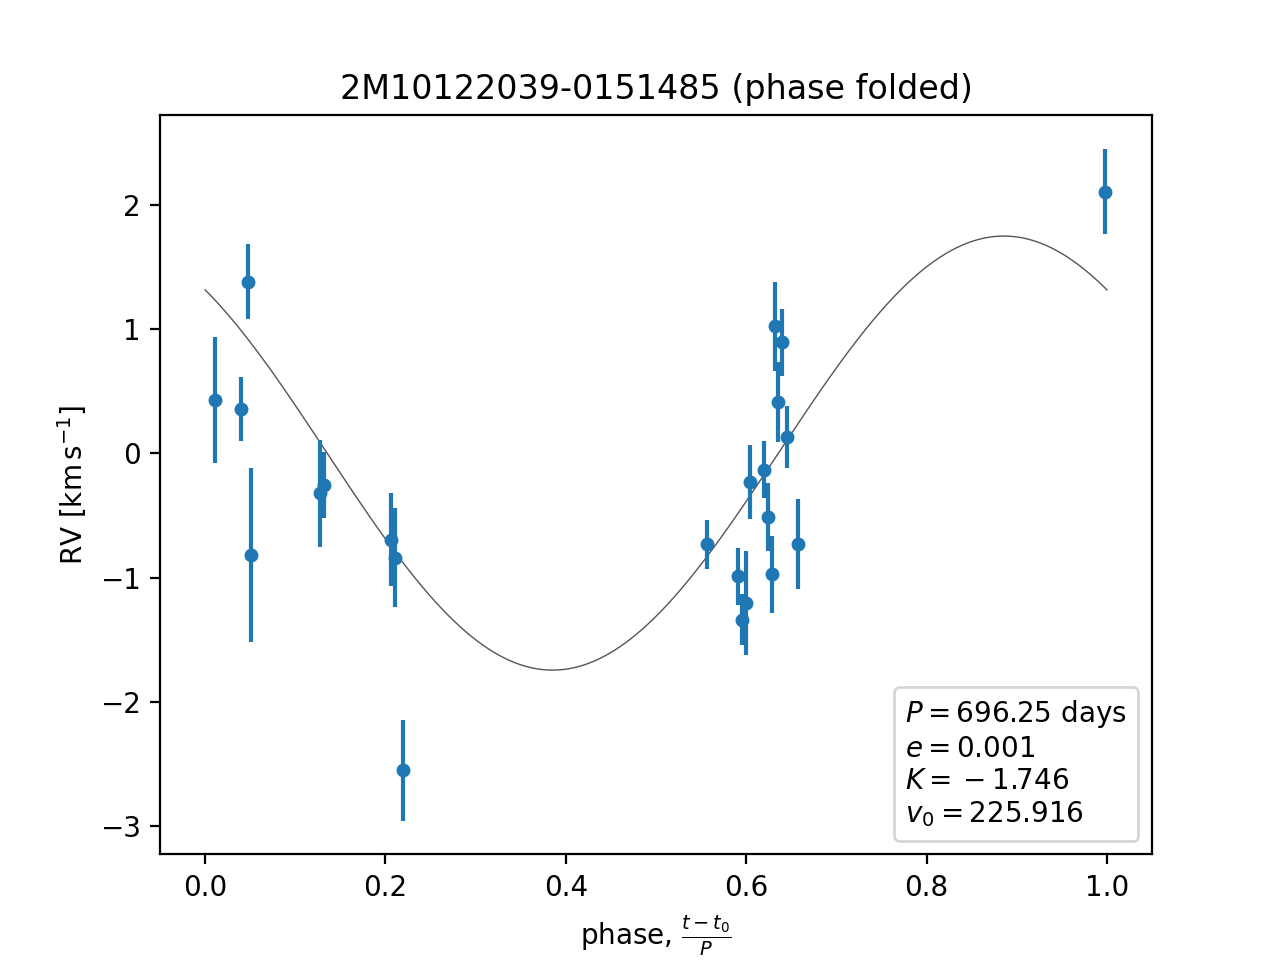 2M10122039-0151485 (phase folded)
RV [km s⁻¹]
2
1
0
−1
−2
−3
P = 696.25 days
e = 0.001
K = −1.746
v₀ = 225.916
0.0 0.2 0.4 0.6 0.8 1.0
phase, (t − t₀)/P